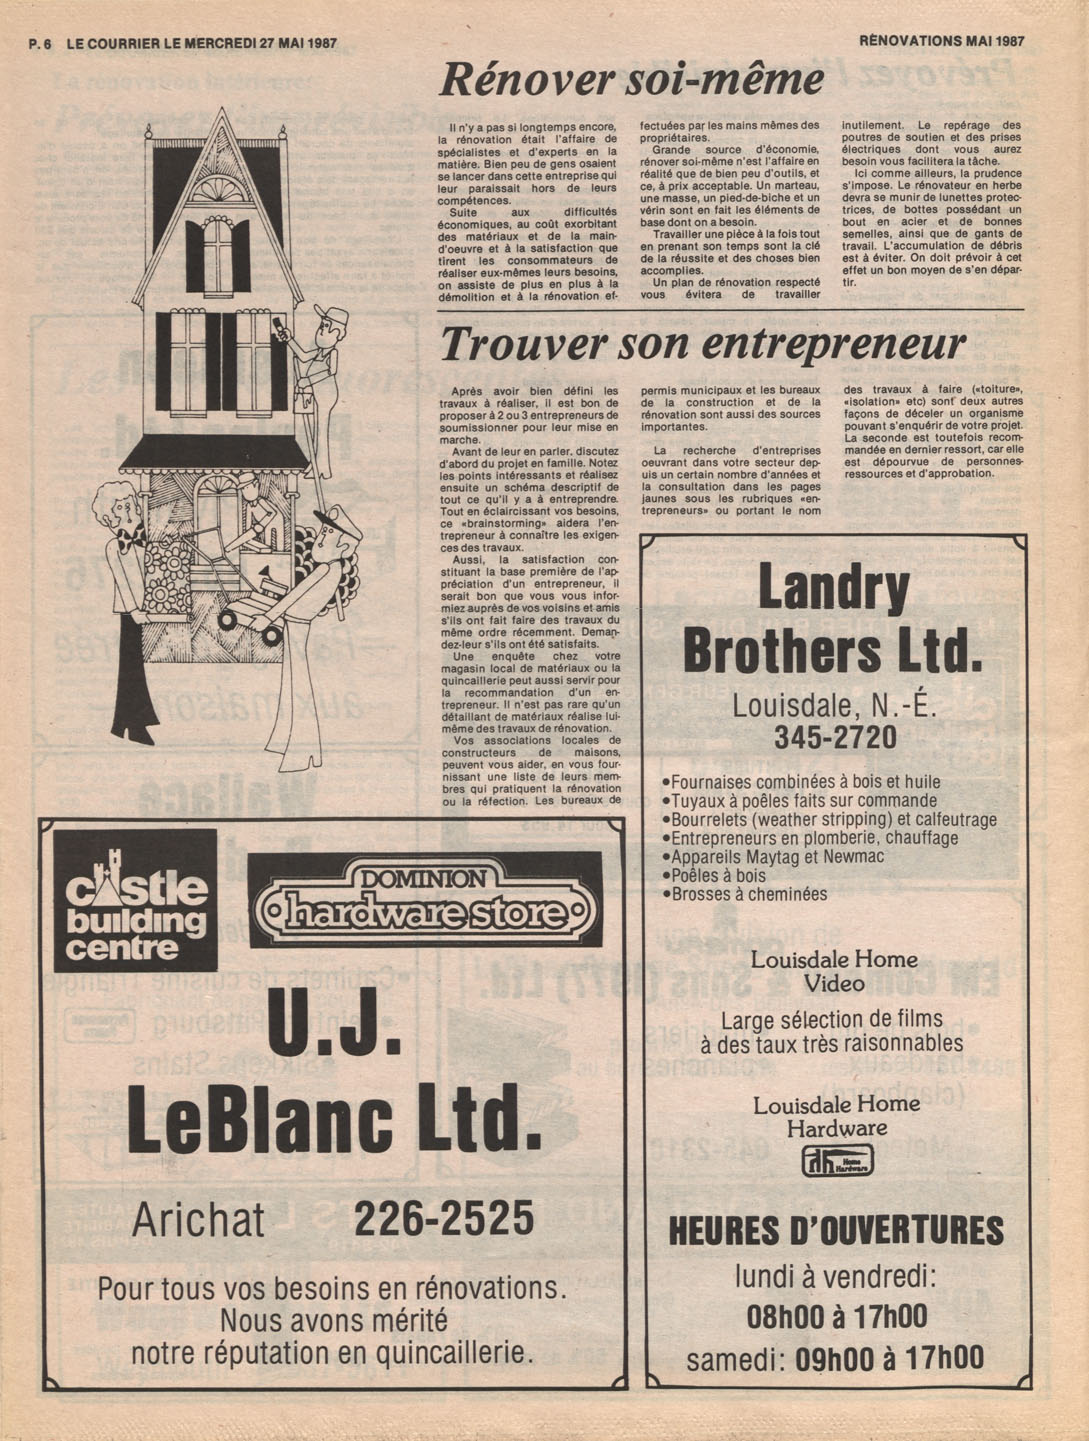 P. 6 LE COURRIER LE MERCREDI 27 MAI 1987
RÉNOVATIONS MAI 1987
Rénover soi-même
Il n'y a pas si longtemps encore,
la rénovation était l'affaire de
spécialistes et d'experts en la
matière. Bien peu de gens osaient
se lancer dans cette entreprise qui
leur paraissait hors de leurs
compétences.
Suite aux difficultés
économiques, au coût exorbitant
des matériaux et de la main-
d'oeuvre et à la satisfaction que
tirent les consommateurs de
réaliser eux-mêmes leurs besoins,
on assiste de plus en plus à la
démolition et à la rénovation ef-
fectuées par les mains mêmes des
propriétaires.
Grande source d'économie,
rénover soi-même n'est l'affaire en
réalité que de bien peu d'outils, et
ce, à prix acceptable. Un marteau,
une masse, un pied-de-biche et un
vérin sont en fait les éléments de
base dont on a besoin.
Travailler une pièce à la fois tout
en prenant son temps sont la clé
de la réussite et des choses bien
accomplies.
Un plan de rénovation respecté
vous évitera de travailler
inutilement. Le repérage des
poutres de soutien et des prises
électriques dont vous aurez
besoin vous facilitera la tâche.
Ici comme ailleurs, la prudence
s'impose. Le rénovateur en herbe
devra se munir de lunettes protec-
trices, de bottes possédant un
bout en acier et de bonnes
semelles, ainsi que de gants de
travail. L'accumulation de débris
est à éviter. On doit prévoir à cet
effet un bon moyen de s'en dépar-
tir.
Trouver son entrepreneur
Après avoir bien défini les
travaux à réaliser, il est bon de
proposer à 2 ou 3 entrepreneurs de
soumissionner pour leur mise en
marche.
Avant de leur en parler, discutez
d'abord du projet en famille. Notez
les points intéressants et réalisez
ensuite un schéma descriptif de
tout ce qu'il y a à entreprendre.
Tout en éclaircissant vos besoins,
ce «brainstorming» aidera l'en-
trepreneur à connaître les exigen-
ces des travaux.
Aussi, la satisfaction con-
stituant la base première de l'ap-
préciation d'un entrepreneur, il
serait bon que vous vous infor-
miez auprès de vos voisins et amis
s'ils ont fait faire des travaux du
même ordre récemment. Deman-
dez-leur s'ils ont été satisfaits.
Une enquête chez votre
magasin local de matériaux ou la
quincaillerie peut aussi servir pour
la recommandation d'un en-
trepreneur. Il n'est pas rare qu'un
détaillant de matériaux réalise lui-
même des travaux de rénovation.
Vos associations locales de
constructeurs de maisons,
peuvent vous aider, en vous four-
nissant une liste de leurs mem-
bres qui pratiquent la rénovation
ou la réfection. Les bureaux de
permis municipaux et les bureaux
de la construction et de la
rénovation sont aussi des sources
importantes.
La recherche d'entreprises
oeuvrant dans votre secteur dep-
uis un certain nombre d'années et
la consultation dans les pages
jaunes sous les rubriques «en-
trepreneurs» ou portant le nom
des travaux à faire («toiture»,
«isolation» etc) sont deux autres
façons de déceler un organisme
pouvant s'enquérir de votre projet.
La seconde est toutefois recom-
mandée en dernier ressort, car elle
est dépourvue de personnes-
ressources et d'approbation.
castle
building
centre
DOMINION
hardware store
U.J.
LeBlanc Ltd.
Arichat 226-2525
Pour tous vos besoins en rénovations.
Nous avons mérité
notre réputation en quincaillerie.
Landry
Brothers Ltd.
Louisdale, N.-É.
345-2720
•Fournaises combinées à bois et huile
•Tuyaux à poêles faits sur commande
•Bourrelets (weather stripping) et calfeutrage
•Entrepreneurs en plomberie, chauffage
•Appareils Maytag et Newmac
•Poêles à bois
•Brosses à cheminées
Louisdale Home
Video
Large sélection de films
à des taux très raisonnables
Louisdale Home
Hardware
Home
Hardware
HEURES D'OUVERTURES
lundi à vendredi:
08h00 à 17h00
samedi: 09h00 à 17h00